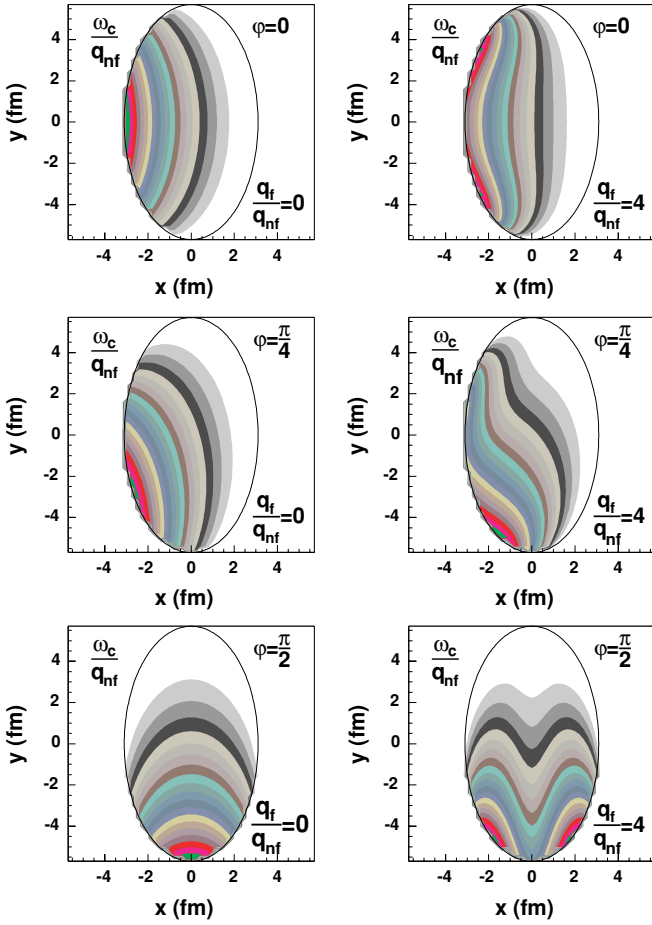 ω_c/q_nf φ=0
y (fm)
4
2
0
-2
-4
q_f/q_nf=0
-4 -2 0 2 4
x (fm)
ω_c/q_nf φ=0
y (fm)
4
2
0
-2
-4
q_f/q_nf=4
-4 -2 0 2 4
x (fm)
ω_c/q_nf φ=π/4
y (fm)
4
2
0
-2
-4
q_f/q_nf=0
-4 -2 0 2 4
x (fm)
ω_c/q_nf φ=π/4
y (fm)
4
2
0
-2
-4
q_f/q_nf=4
-4 -2 0 2 4
x (fm)
ω_c/q_nf φ=π/2
y (fm)
4
2
0
-2
-4
q_f/q_nf=0
-4 -2 0 2 4
x (fm)
ω_c/q_nf φ=π/2
y (fm)
4
2
0
-2
-4
q_f/q_nf=4
-4 -2 0 2 4
x (fm)